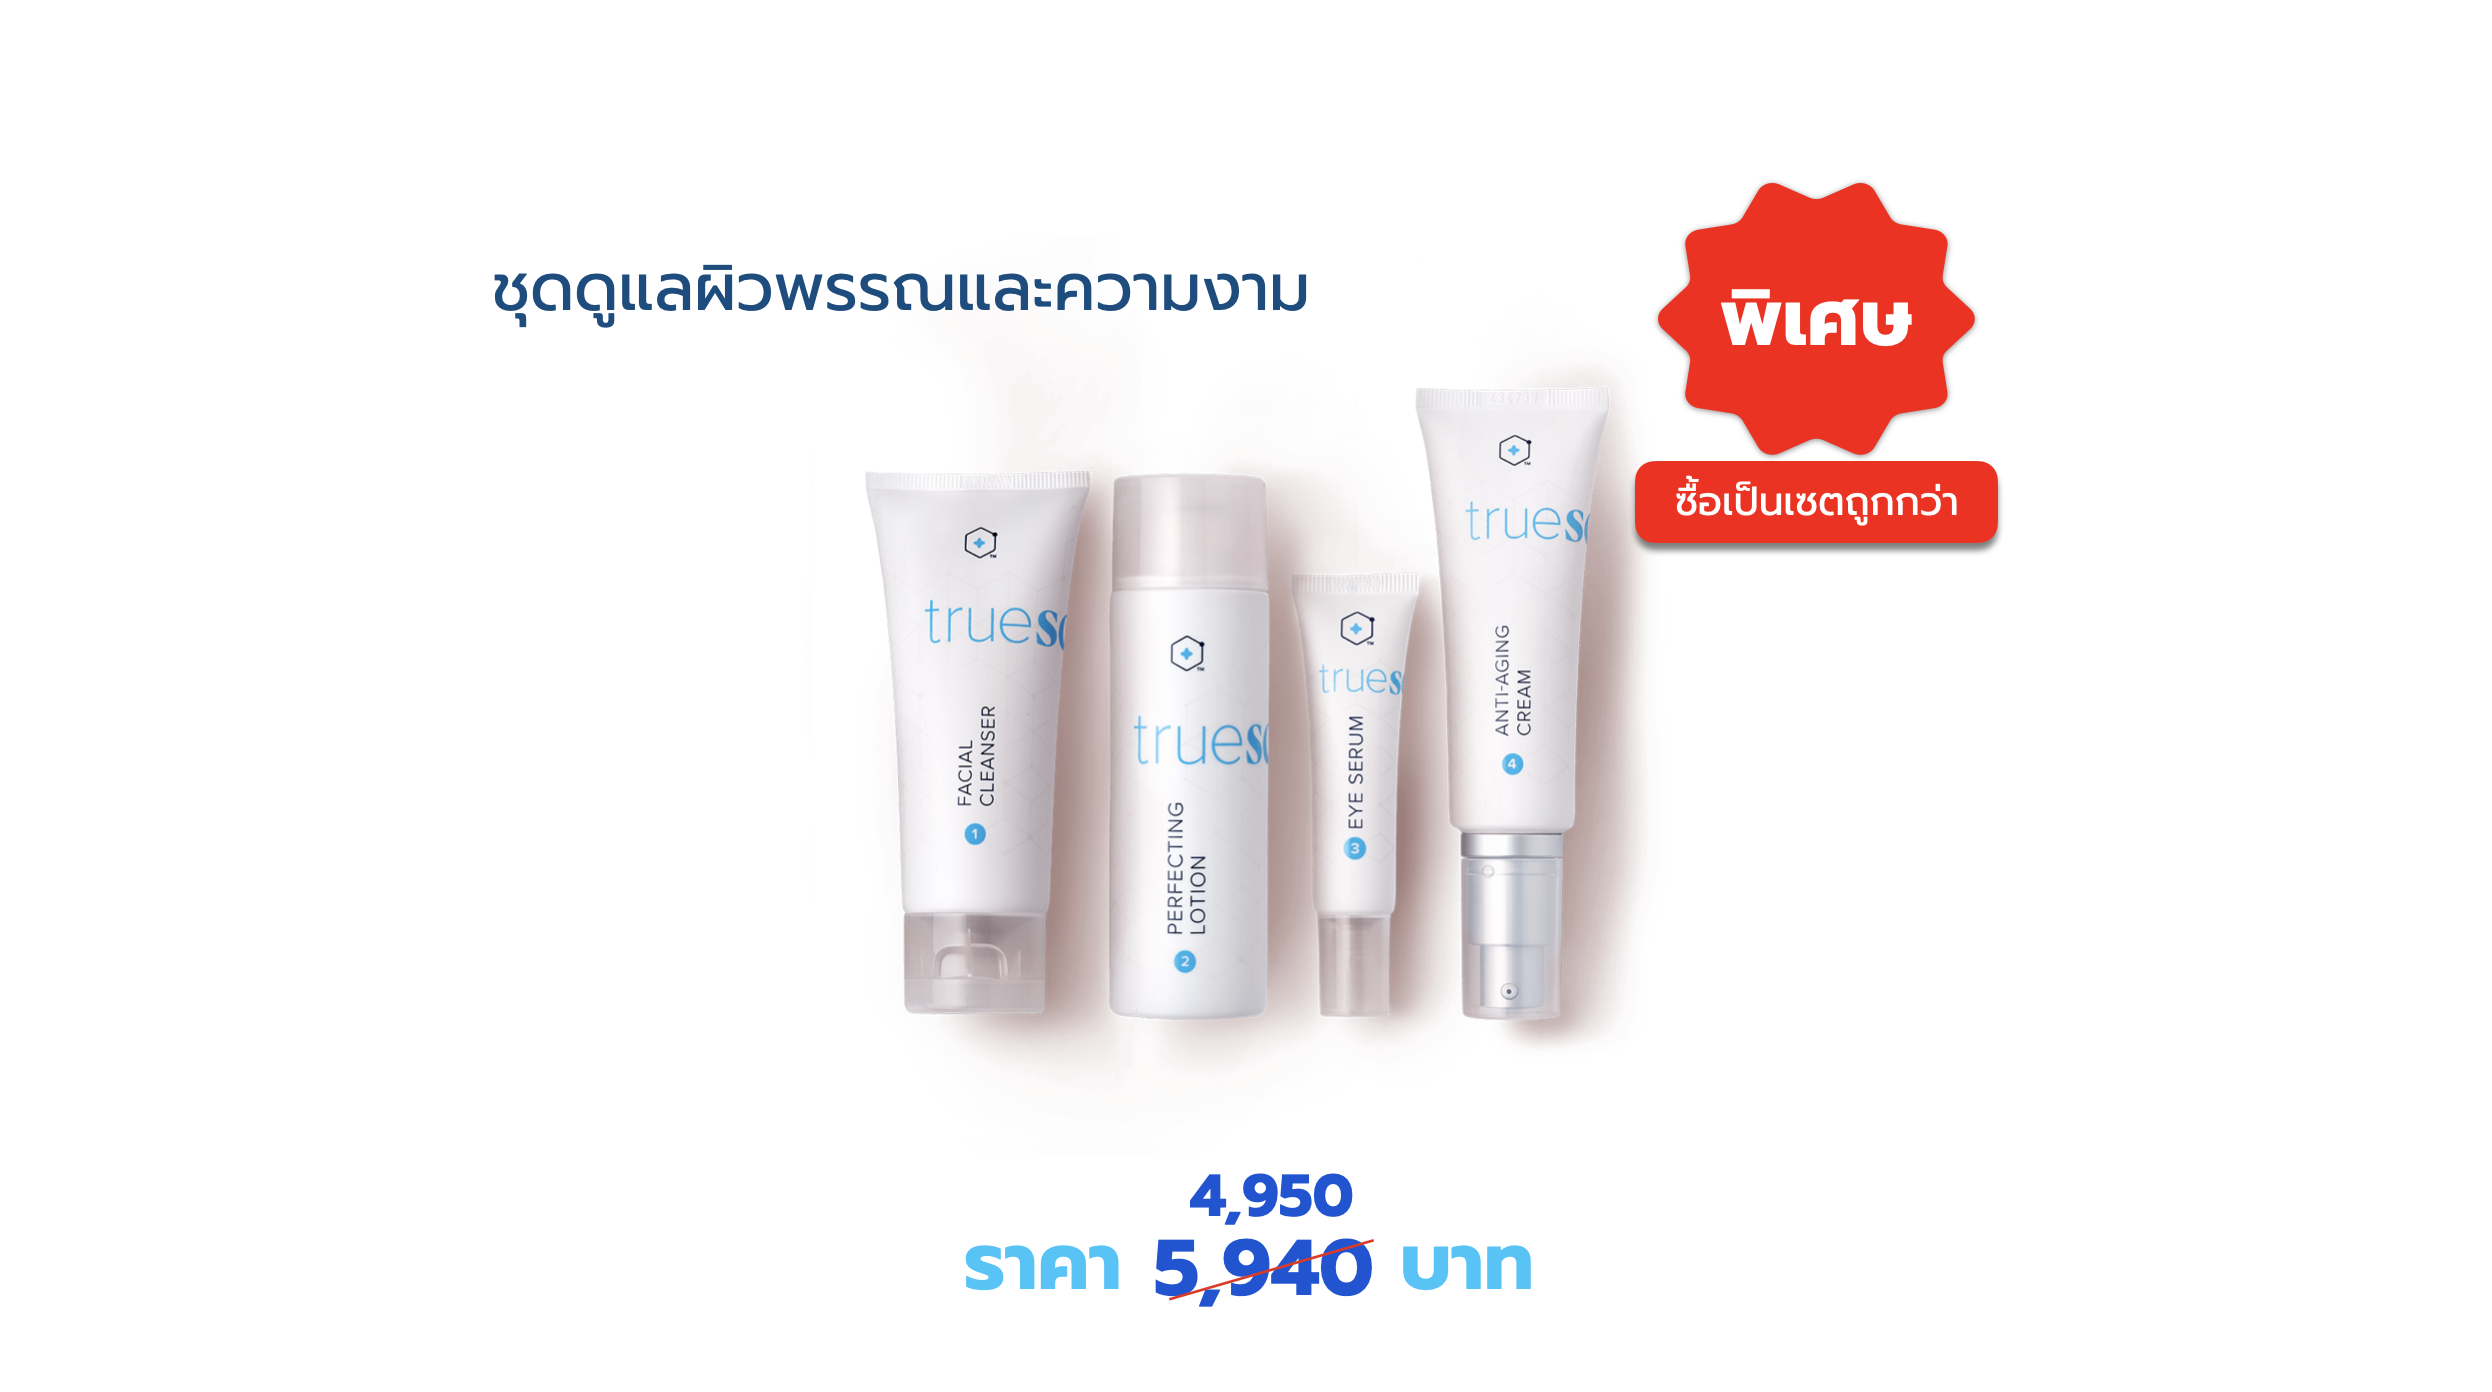 ชุดดูแลผิวพรรณและความงาม
พิเศษ
ซื้อเป็นเซตถูกกว่า
trues
FACIAL
CLEANSER
1
trues
PERFECTING
LOTION
2
trues
EYE SERUM
3
trues
ANTI-AGING
CREAM
4
4,950
ราคา 5,940 บาท